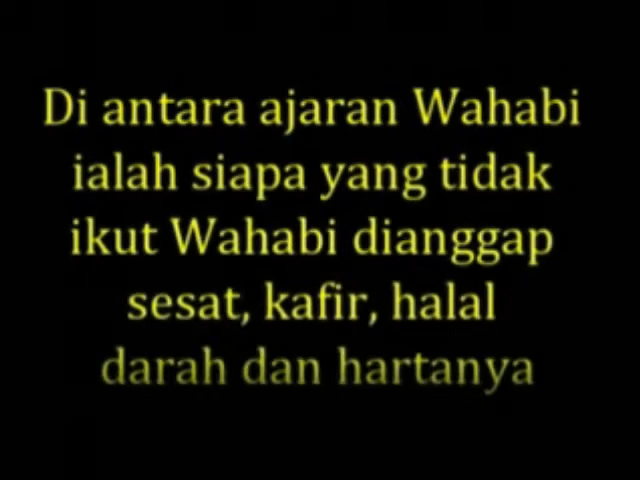 Di antara ajaran Wahabi
ialah siapa yang tidak
ikut Wahabi dianggap
sesat, kafir, halal
darah dan hartanya